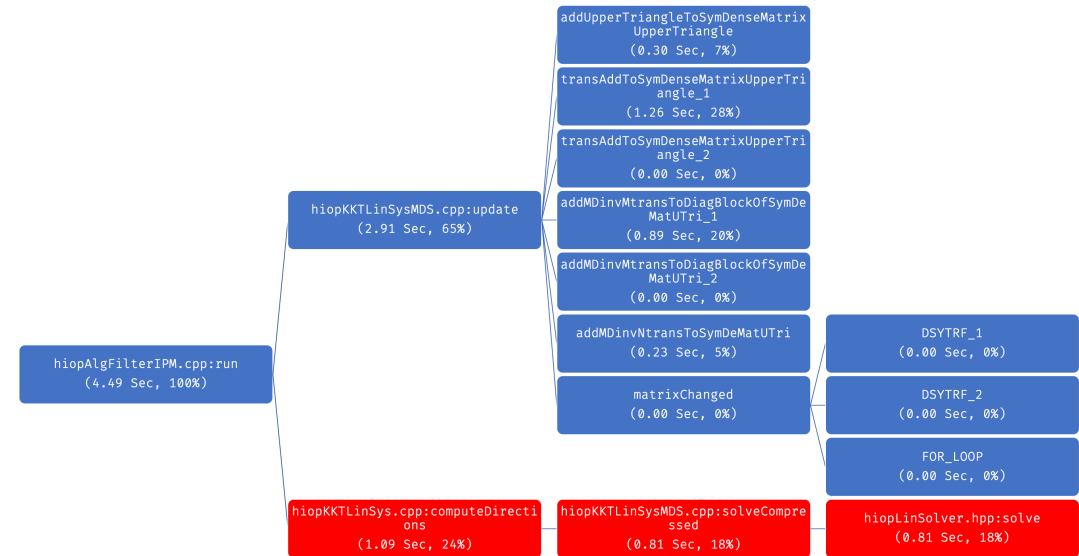 addUpperTriangleToSymDenseMatrix
UpperTriangle
(0.30 Sec, 7%)
transAddToSymDenseMatrixUpperTri
angle_1
(1.26 Sec, 28%)
transAddToSymDenseMatrixUpperTri
angle_2
(0.00 Sec, 0%)
hiopKKTLinSysMDS.cpp:update
(2.91 Sec, 65%)
addMDinvMtransToDiagBlockOfSymDe
MatUTri_1
(0.89 Sec, 20%)
addMDinvMtransToDiagBlockOfSymDe
MatUTri_2
(0.00 Sec, 0%)
addMDinvNtransToSymDeMatUTri
(0.23 Sec, 5%)
DSYTRF_1
(0.00 Sec, 0%)
hiopAlgFilterIPM.cpp:run
(4.49 Sec, 100%)
matrixChanged
(0.00 Sec, 0%)
DSYTRF_2
(0.00 Sec, 0%)
FOR_LOOP
(0.00 Sec, 0%)
hiopKKTLinSys.cpp:computeDirecti
ons
(1.09 Sec, 24%)
hiopKKTLinSysMDS.cpp:solveCompre
ssed
(0.81 Sec, 18%)
hiopLinSolver.hpp:solve
(0.81 Sec, 18%)